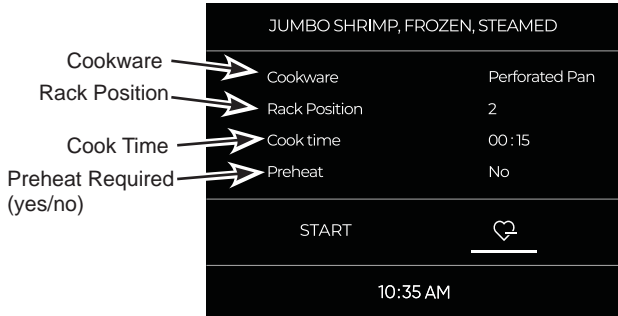 JUMBO SHRIMP, FROZEN, STEAMED
Cookware
Cookware Perforated Pan
Rack Position
Rack Position 2
Cook Time
Cook time 00:15
Preheat Required
(yes/no)
Preheat No
START
10:35 AM